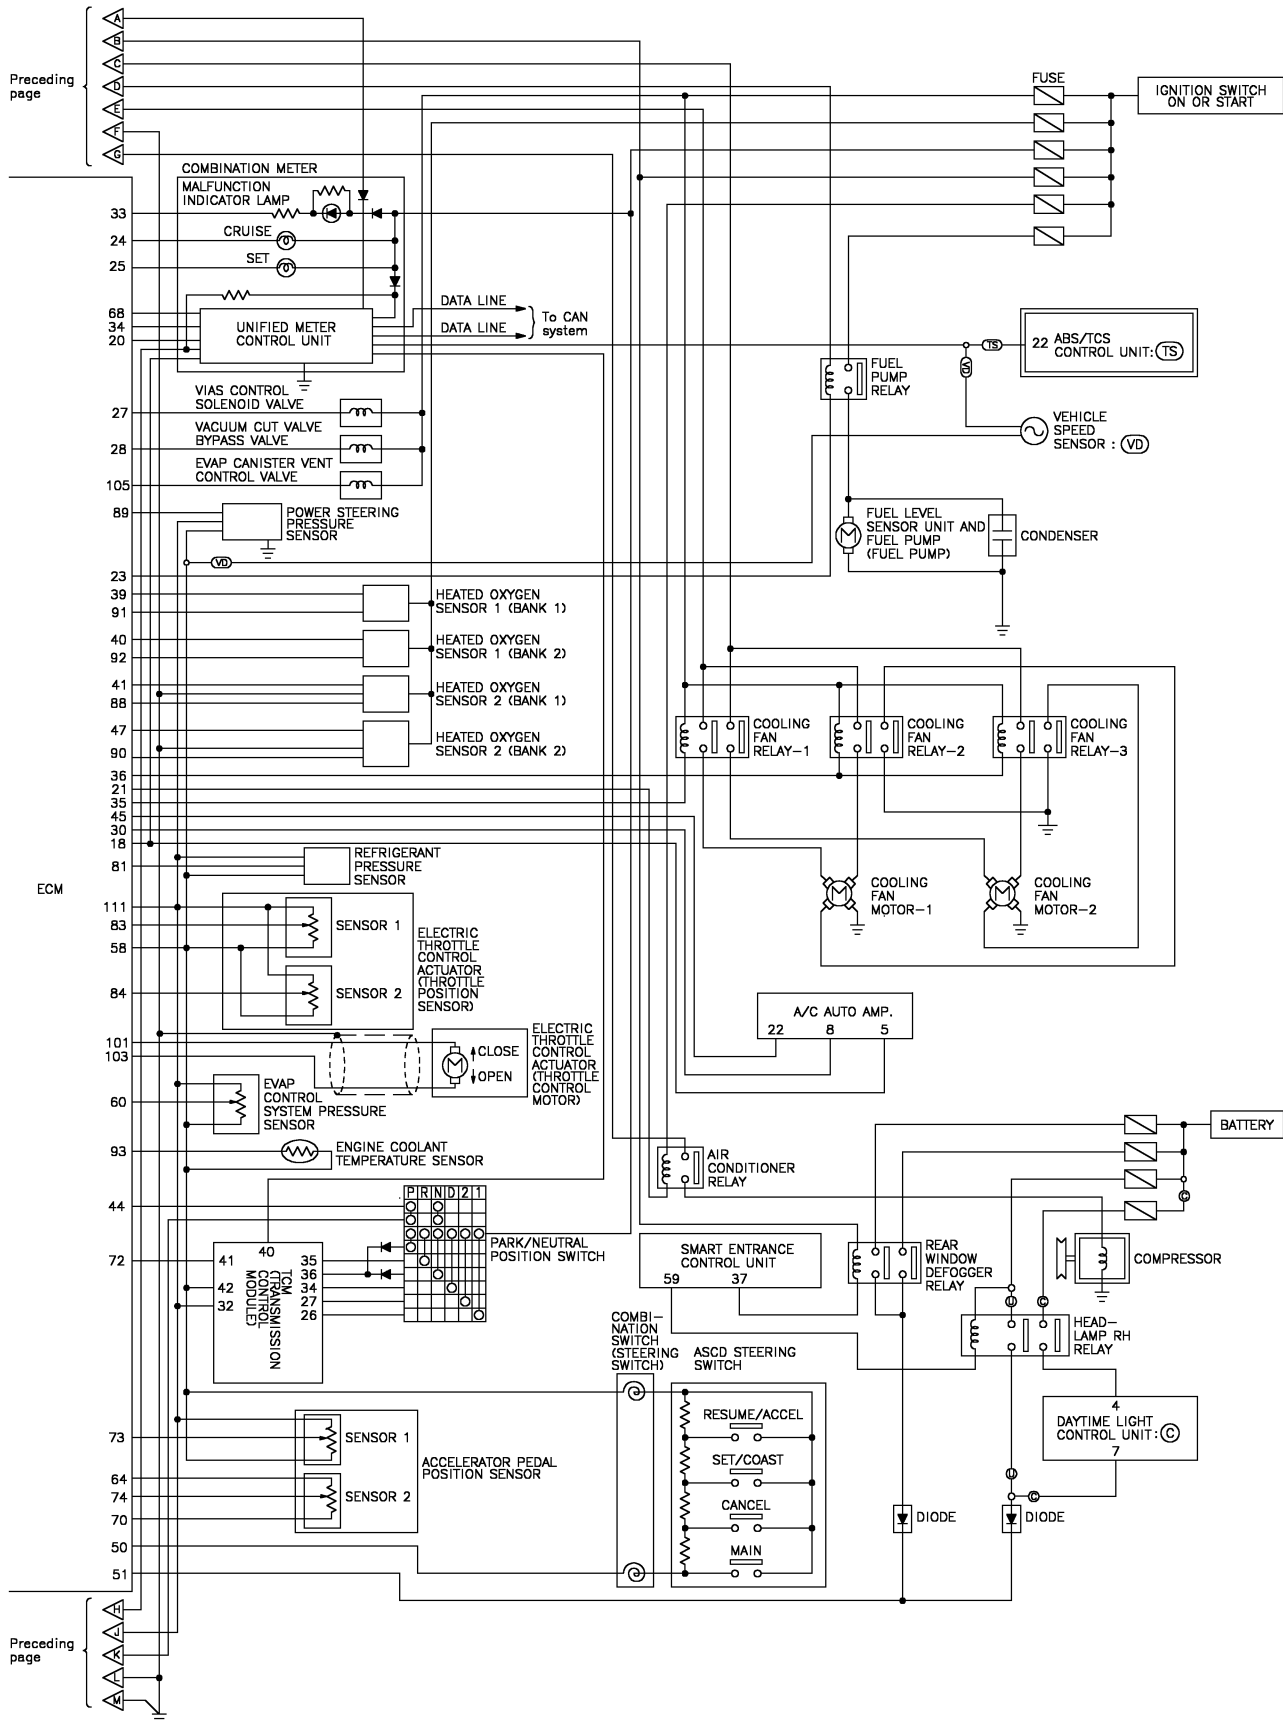 A
B
C
D
E
F
G
Preceding
page
FUSE
IGNITION SWITCH
ON OR START
COMBINATION METER
MALFUNCTION
INDICATOR LAMP
33
24
CRUISE
25
SET
68
34
20
UNIFIED METER
CONTROL UNIT
DATA LINE
DATA LINE
To CAN
system
TS
VD
22 ABS/TCS
CONTROL UNIT: TS
FUEL
PUMP
RELAY
VEHICLE
SPEED
SENSOR : VD
27
VIAS CONTROL
SOLENOID VALVE
28
VACUUM CUT VALVE
BYPASS VALVE
105
EVAP CANISTER VENT
CONTROL VALVE
89
POWER STEERING
PRESSURE
SENSOR
VD
M
FUEL LEVEL
SENSOR UNIT AND
FUEL PUMP
(FUEL PUMP)
CONDENSER
23
39
91
HEATED OXYGEN
SENSOR 1 (BANK 1)
40
92
HEATED OXYGEN
SENSOR 1 (BANK 2)
41
88
HEATED OXYGEN
SENSOR 2 (BANK 1)
47
90
HEATED OXYGEN
SENSOR 2 (BANK 2)
COOLING
FAN
RELAY-1
COOLING
FAN
RELAY-2
COOLING
FAN
RELAY-3
36
21
35
45
30
18
81
REFRIGERANT
PRESSURE
SENSOR
M
COOLING
FAN
MOTOR-1
M
COOLING
FAN
MOTOR-2
ECM
111
83
58
84
SENSOR 1
SENSOR 2
ELECTRIC
THROTTLE
CONTROL
ACTUATOR
(THROTTLE
POSITION
SENSOR)
A/C AUTO AMP.
22 8 5
101
103
M
CLOSE
OPEN
ELECTRIC
THROTTLE
CONTROL
ACTUATOR
(THROTTLE
CONTROL
MOTOR)
60
EVAP
CONTROL
SYSTEM PRESSURE
SENSOR
93
ENGINE COOLANT
TEMPERATURE SENSOR
BATTERY
C
AIR
CONDITIONER
RELAY
44
P R N D 2 1
PARK/NEUTRAL
POSITION SWITCH
72
40
41
42
32
35
36
34
27
26
TCM
(TRANSMISSION
CONTROL
MODULE)
SMART ENTRANCE
CONTROL UNIT
59 37
REAR
WINDOW
DEFOGGER
RELAY
COMPRESSOR
U
C
HEAD-
LAMP RH
RELAY
COMBI-
NATION
SWITCH
(STEERING
SWITCH)
ASCD STEERING
SWITCH
RESUME/ACCEL
SET/COAST
CANCEL
MAIN
4
DAYTIME LIGHT
CONTROL UNIT: C
7
U
C
DIODE
DIODE
73
64
74
70
SENSOR 1
SENSOR 2
ACCELERATOR PEDAL
POSITION SENSOR
50
51
H
J
K
L
M
Preceding
page